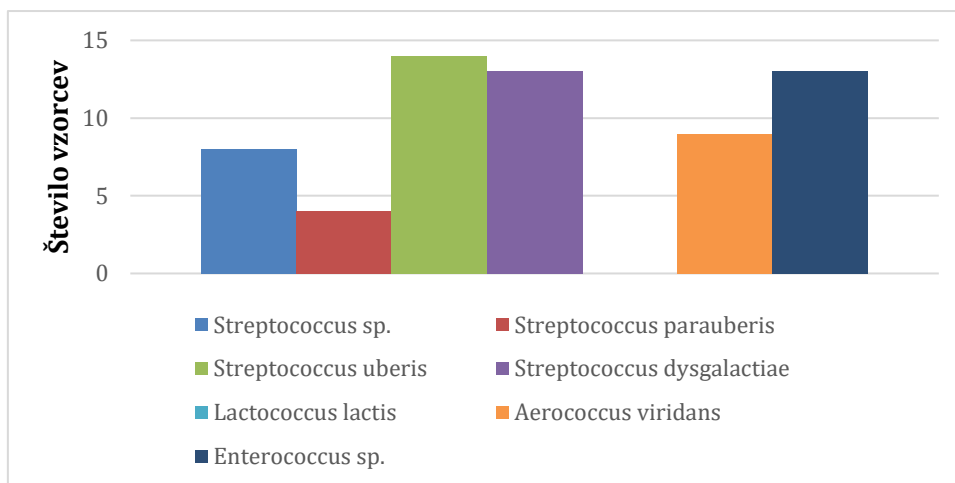 Število vzorcev
15
10
5
0
Streptococcus sp.
Streptococcus parauberis
Streptococcus uberis
Streptococcus dysgalactiae
Lactococcus lactis
Aerococcus viridans
Enterococcus sp.